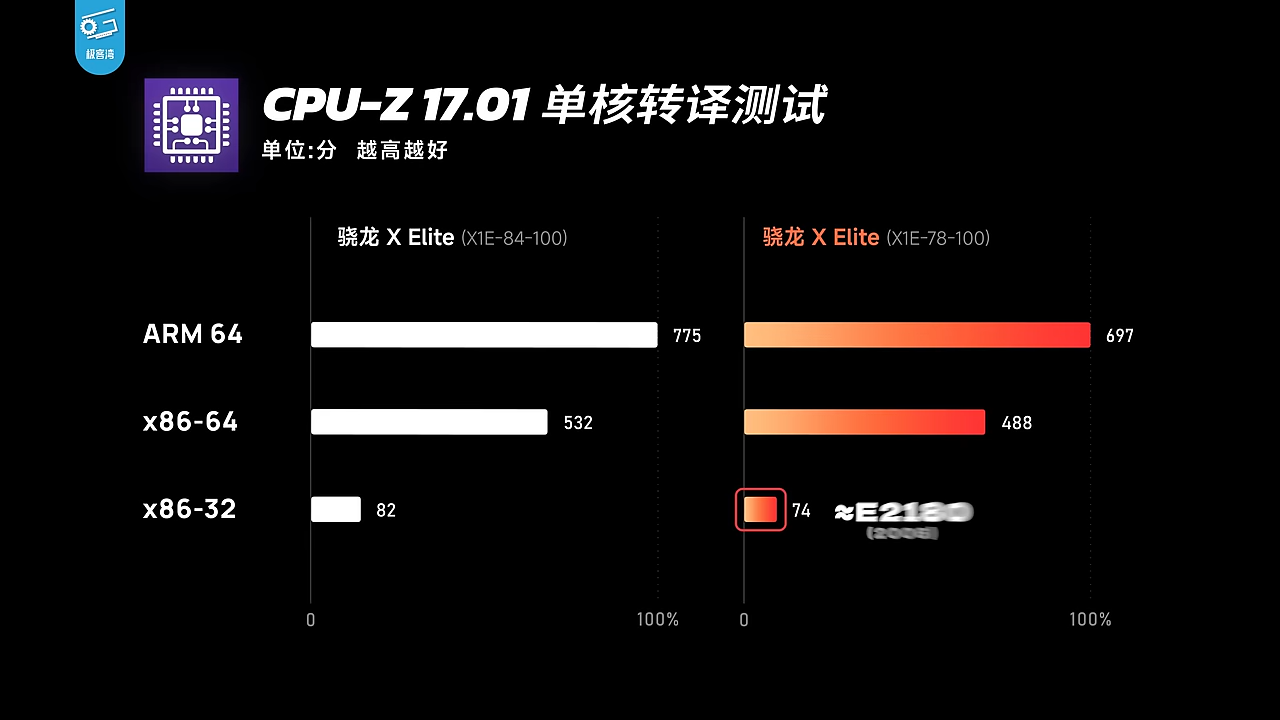 极客湾
CPU-Z 17.01 单核转译测试
单位:分 越高越好
骁龙 X Elite (X1E-84-100)
骁龙 X Elite (X1E-78-100)
ARM 64
775
697
x86-64
532
488
x86-32
82
74
≈E2180
0
100%
0
100%